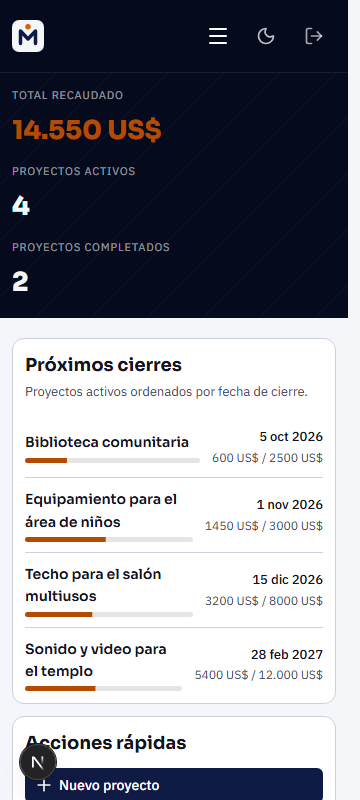 M
TOTAL RECAUDADO
14.550 US$
PROYECTOS ACTIVOS
4
PROYECTOS COMPLETADOS
2
Próximos cierres
Proyectos activos ordenados por fecha de cierre.
Biblioteca comunitaria
5 oct 2026
600 US$ / 2500 US$
Equipamiento para el
área de niños
1 nov 2026
1450 US$ / 3000 US$
Techo para el salón
multiusos
15 dic 2026
3200 US$ / 8000 US$
Sonido y video para
el templo
28 feb 2027
5400 US$ / 12.000 US$
Acciones rápidas
N
Nuevo proyecto